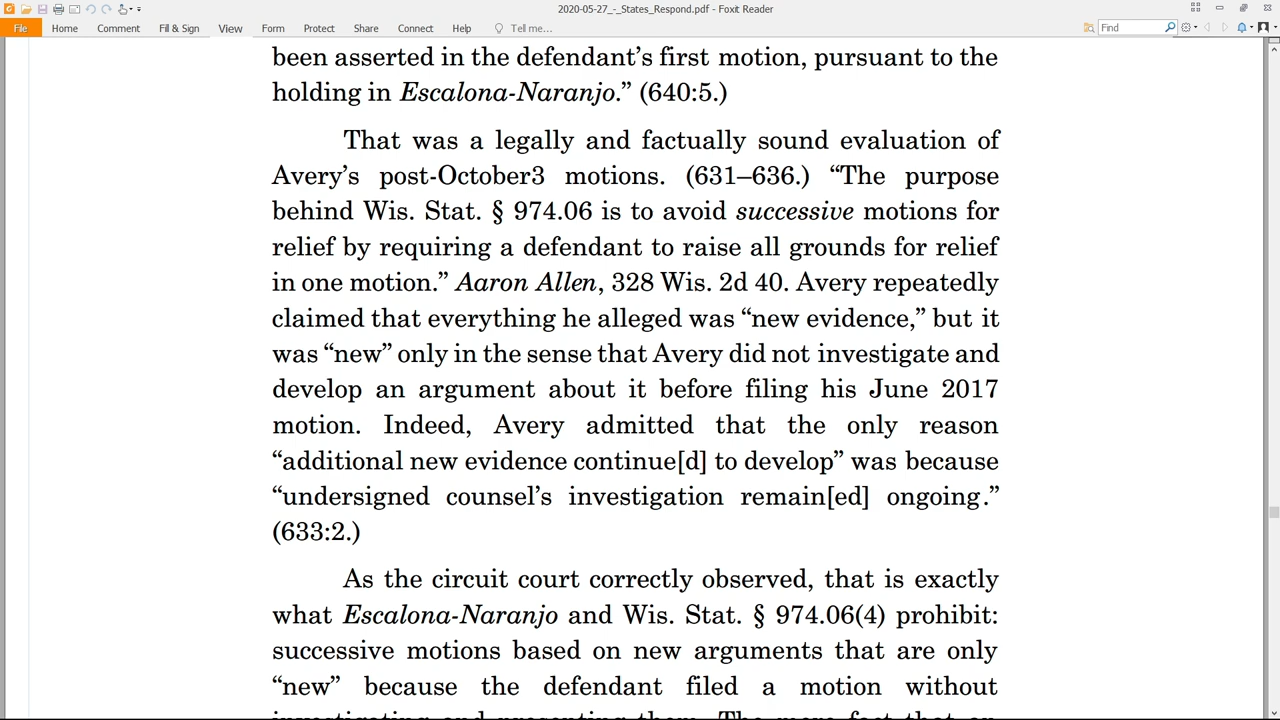 2020-05-27_-_States_Respond.pdf - Foxit Reader
File Home Comment Fill & Sign View Form Protect Share Connect Help Tell me... Find
been asserted in the defendant’s first motion, pursuant to the
holding in Escalona-Naranjo.” (640:5.)
That was a legally and factually sound evaluation of
Avery’s post-October3 motions. (631–636.) “The purpose
behind Wis. Stat. § 974.06 is to avoid successive motions for
relief by requiring a defendant to raise all grounds for relief
in one motion.” Aaron Allen, 328 Wis. 2d 40. Avery repeatedly
claimed that everything he alleged was “new evidence,” but it
was “new” only in the sense that Avery did not investigate and
develop an argument about it before filing his June 2017
motion. Indeed, Avery admitted that the only reason
“additional new evidence continue[d] to develop” was because
“undersigned counsel’s investigation remain[ed] ongoing.”
(633:2.)
As the circuit court correctly observed, that is exactly
what Escalona-Naranjo and Wis. Stat. § 974.06(4) prohibit:
successive motions based on new arguments that are only
“new” because the defendant filed a motion without
investigating and presenting them. The mere fact that an